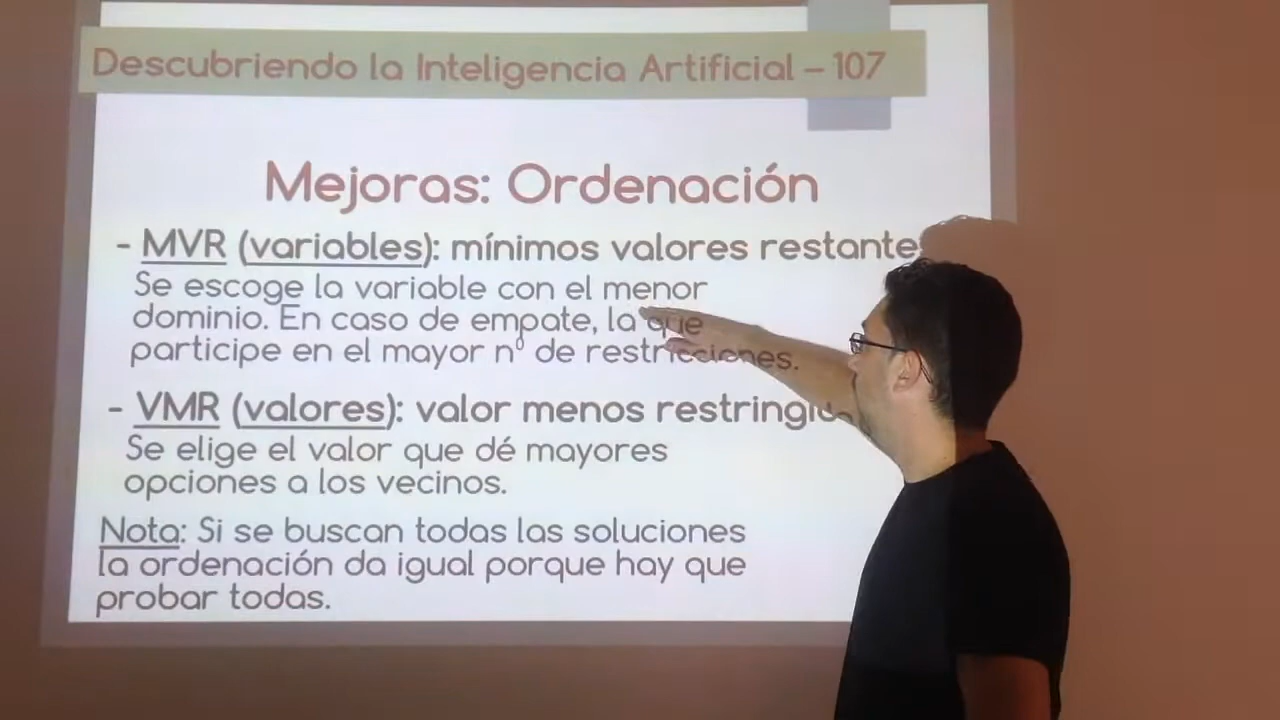 Descubriendo la Inteligencia Artificial – 107
Mejoras: Ordenación
- MVR (variables): mínimos valores restante
Se escoge la variable con el menor
dominio. En caso de empate, la que
participe en el mayor nº de restricciones.
- VMR (valores): valor menos
Se elige el valor que dé mayores
opciones a los vecinos.
Nota: Si se buscan todas las soluciones
la ordenación da igual porque hay que
probar todas.